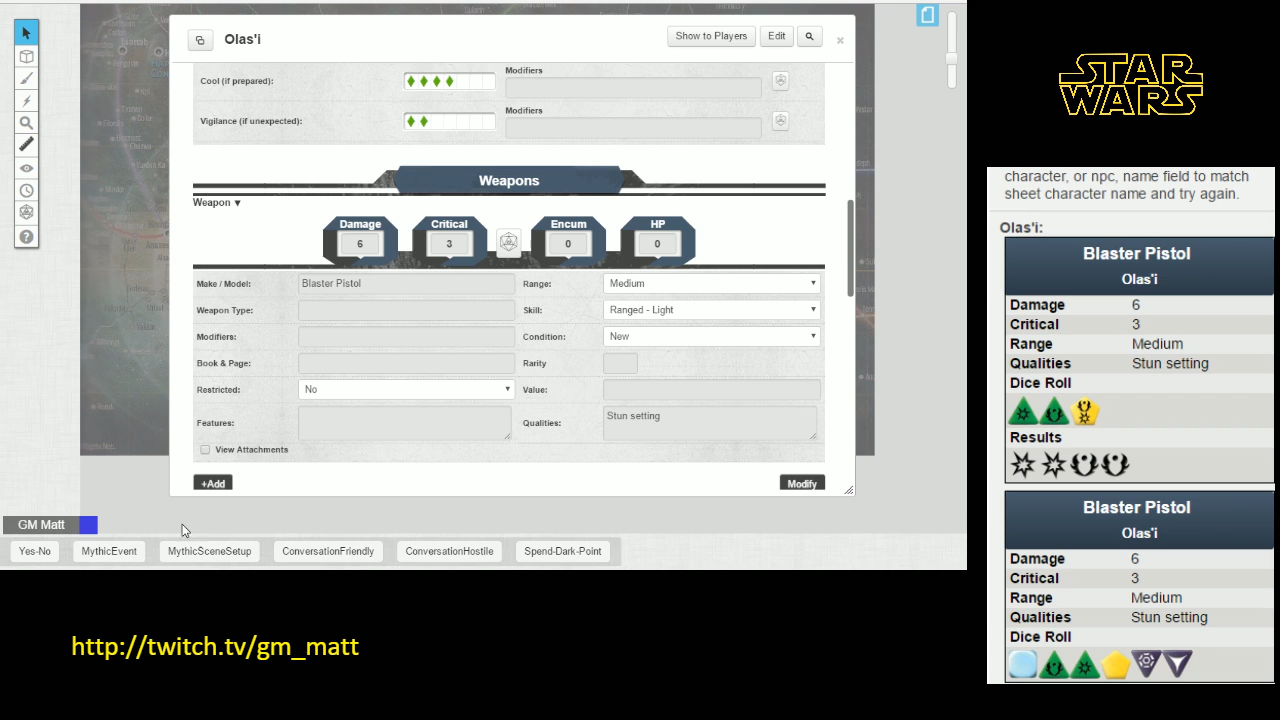 Olas'i
Show to Players
Edit
Cool (if prepared):
Modifiers
Vigilance (if unexpected):
Modifiers
Weapons
Weapon ▼
Damage
6
Critical
3
Encum
0
HP
0
Make / Model:
Blaster Pistol
Range:
Medium
Weapon Type:
Skill:
Ranged - Light
Modifiers:
Condition:
New
Book & Page:
Rarity
Restricted:
No
Value:
Features:
Qualities:
Stun setting
View Attachments
+Add
Modify
GM Matt
Yes-No
MythicEvent
MythicSceneSetup
ConversationFriendly
ConversationHostile
Spend-Dark-Point
http://twitch.tv/gm_matt
STAR
WARS
character, or npc, name field to match
sheet character name and try again.
Olas'i:
Blaster Pistol
Olas'i
Damage 6
Critical 3
Range Medium
Qualities Stun setting
Dice Roll
Results
Blaster Pistol
Olas'i
Damage 6
Critical 3
Range Medium
Qualities Stun setting
Dice Roll